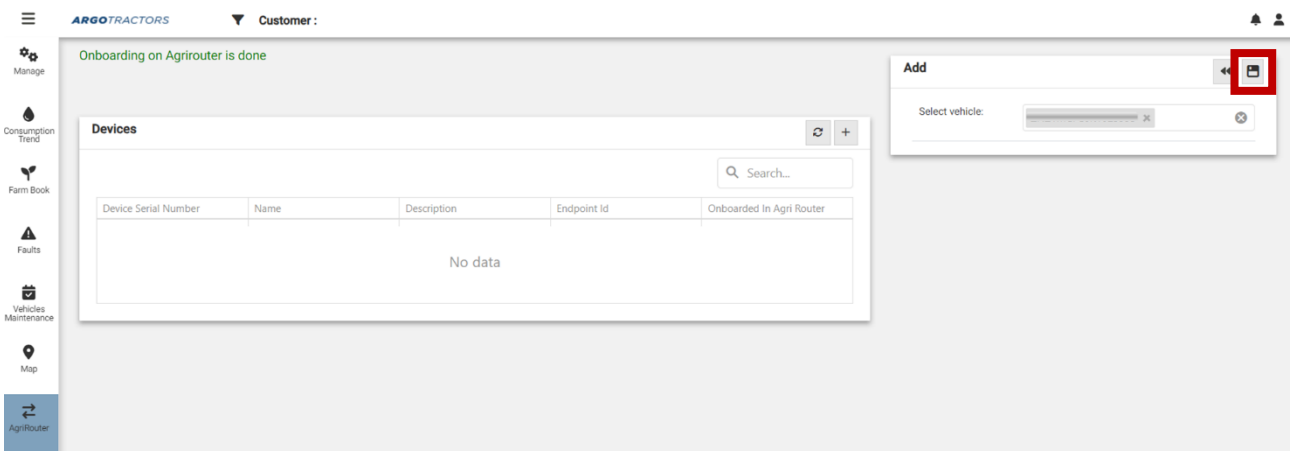 ARGOTRACTORS
Customer :
Manage
Consumption
Trend
Farm Book
Faults
Vehicles
Maintenance
Map
AgriRouter
Onboarding on Agrirouter is done
Devices
Search...
Device Serial Number Name Description Endpoint Id Onboarded In Agri Router
No data
Add
Select vehicle: